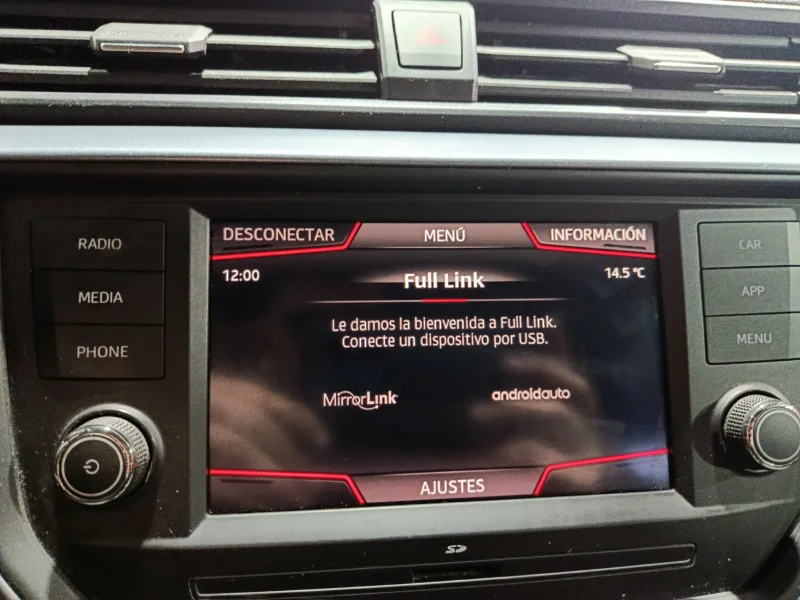 DESCONECTAR
MENÚ
INFORMACIÓN
12:00
Full Link
14.5 °C
Le damos la bienvenida a Full Link.
Conecte un dispositivo por USB.
MirrorLink
androidauto
AJUSTES
RADIO
MEDIA
PHONE
CAR
APP
MENU
SD